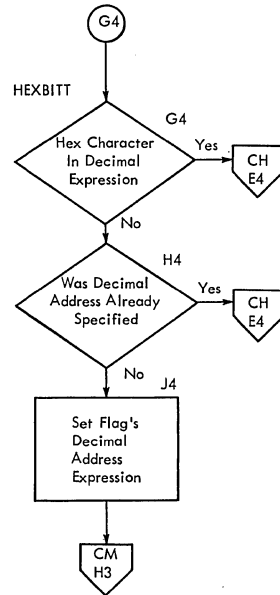 G4
HEXBITT
G4
Hex Character
In Decimal
Expression
Yes
CH
E4
No
H4
Was Decimal
Address Already
Specified
Yes
CH
E4
No
J4
Set Flag's
Decimal
Address
Expression
CM
H3